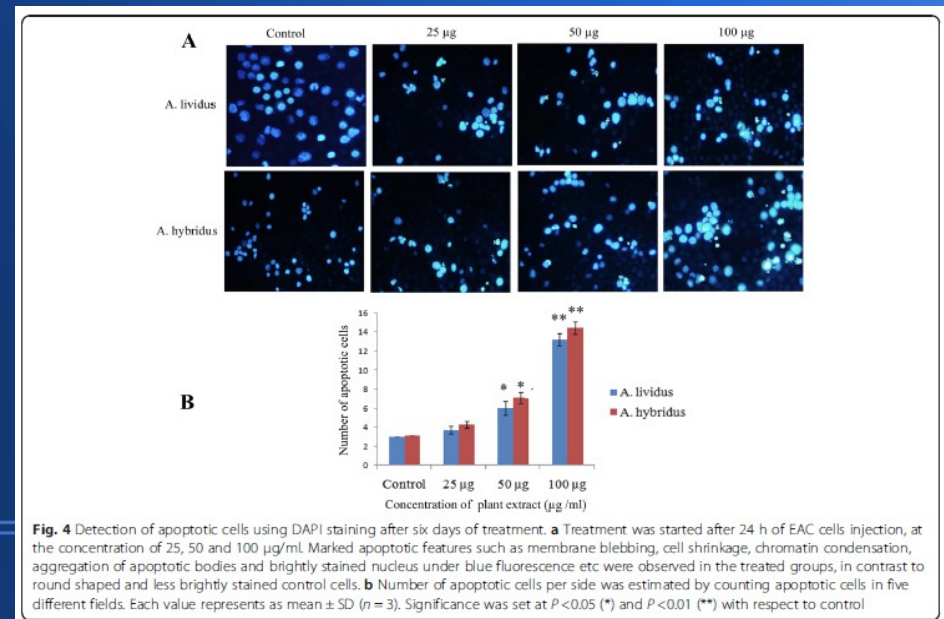 A
Control
25 µg
50 µg
100 µg
A. lividus
A. hybridus
B
Number of apoptotic cells
16
14
12
10
8
6
4
2
0
*
*
**
**
Control
25 µg
50 µg
100 µg
Concentration of plant extract (µg /ml)
A. lividus
A. hybridus
Fig. 4 Detection of apoptotic cells using DAPI staining after six days of treatment. a Treatment was started after 24 h of EAC cells injection, at
the concentration of 25, 50 and 100 µg/ml. Marked apoptotic features such as membrane blebbing, cell shrinkage, chromatin condensation,
aggregation of apoptotic bodies and brightly stained nucleus under blue fluorescence etc were observed in the treated groups, in contrast to
round shaped and less brightly stained control cells. b Number of apoptotic cells per side was estimated by counting apoptotic cells in five
different fields. Each value represents as mean ± SD (n = 3). Significance was set at P <0.05 (*) and P <0.01 (**) with respect to control